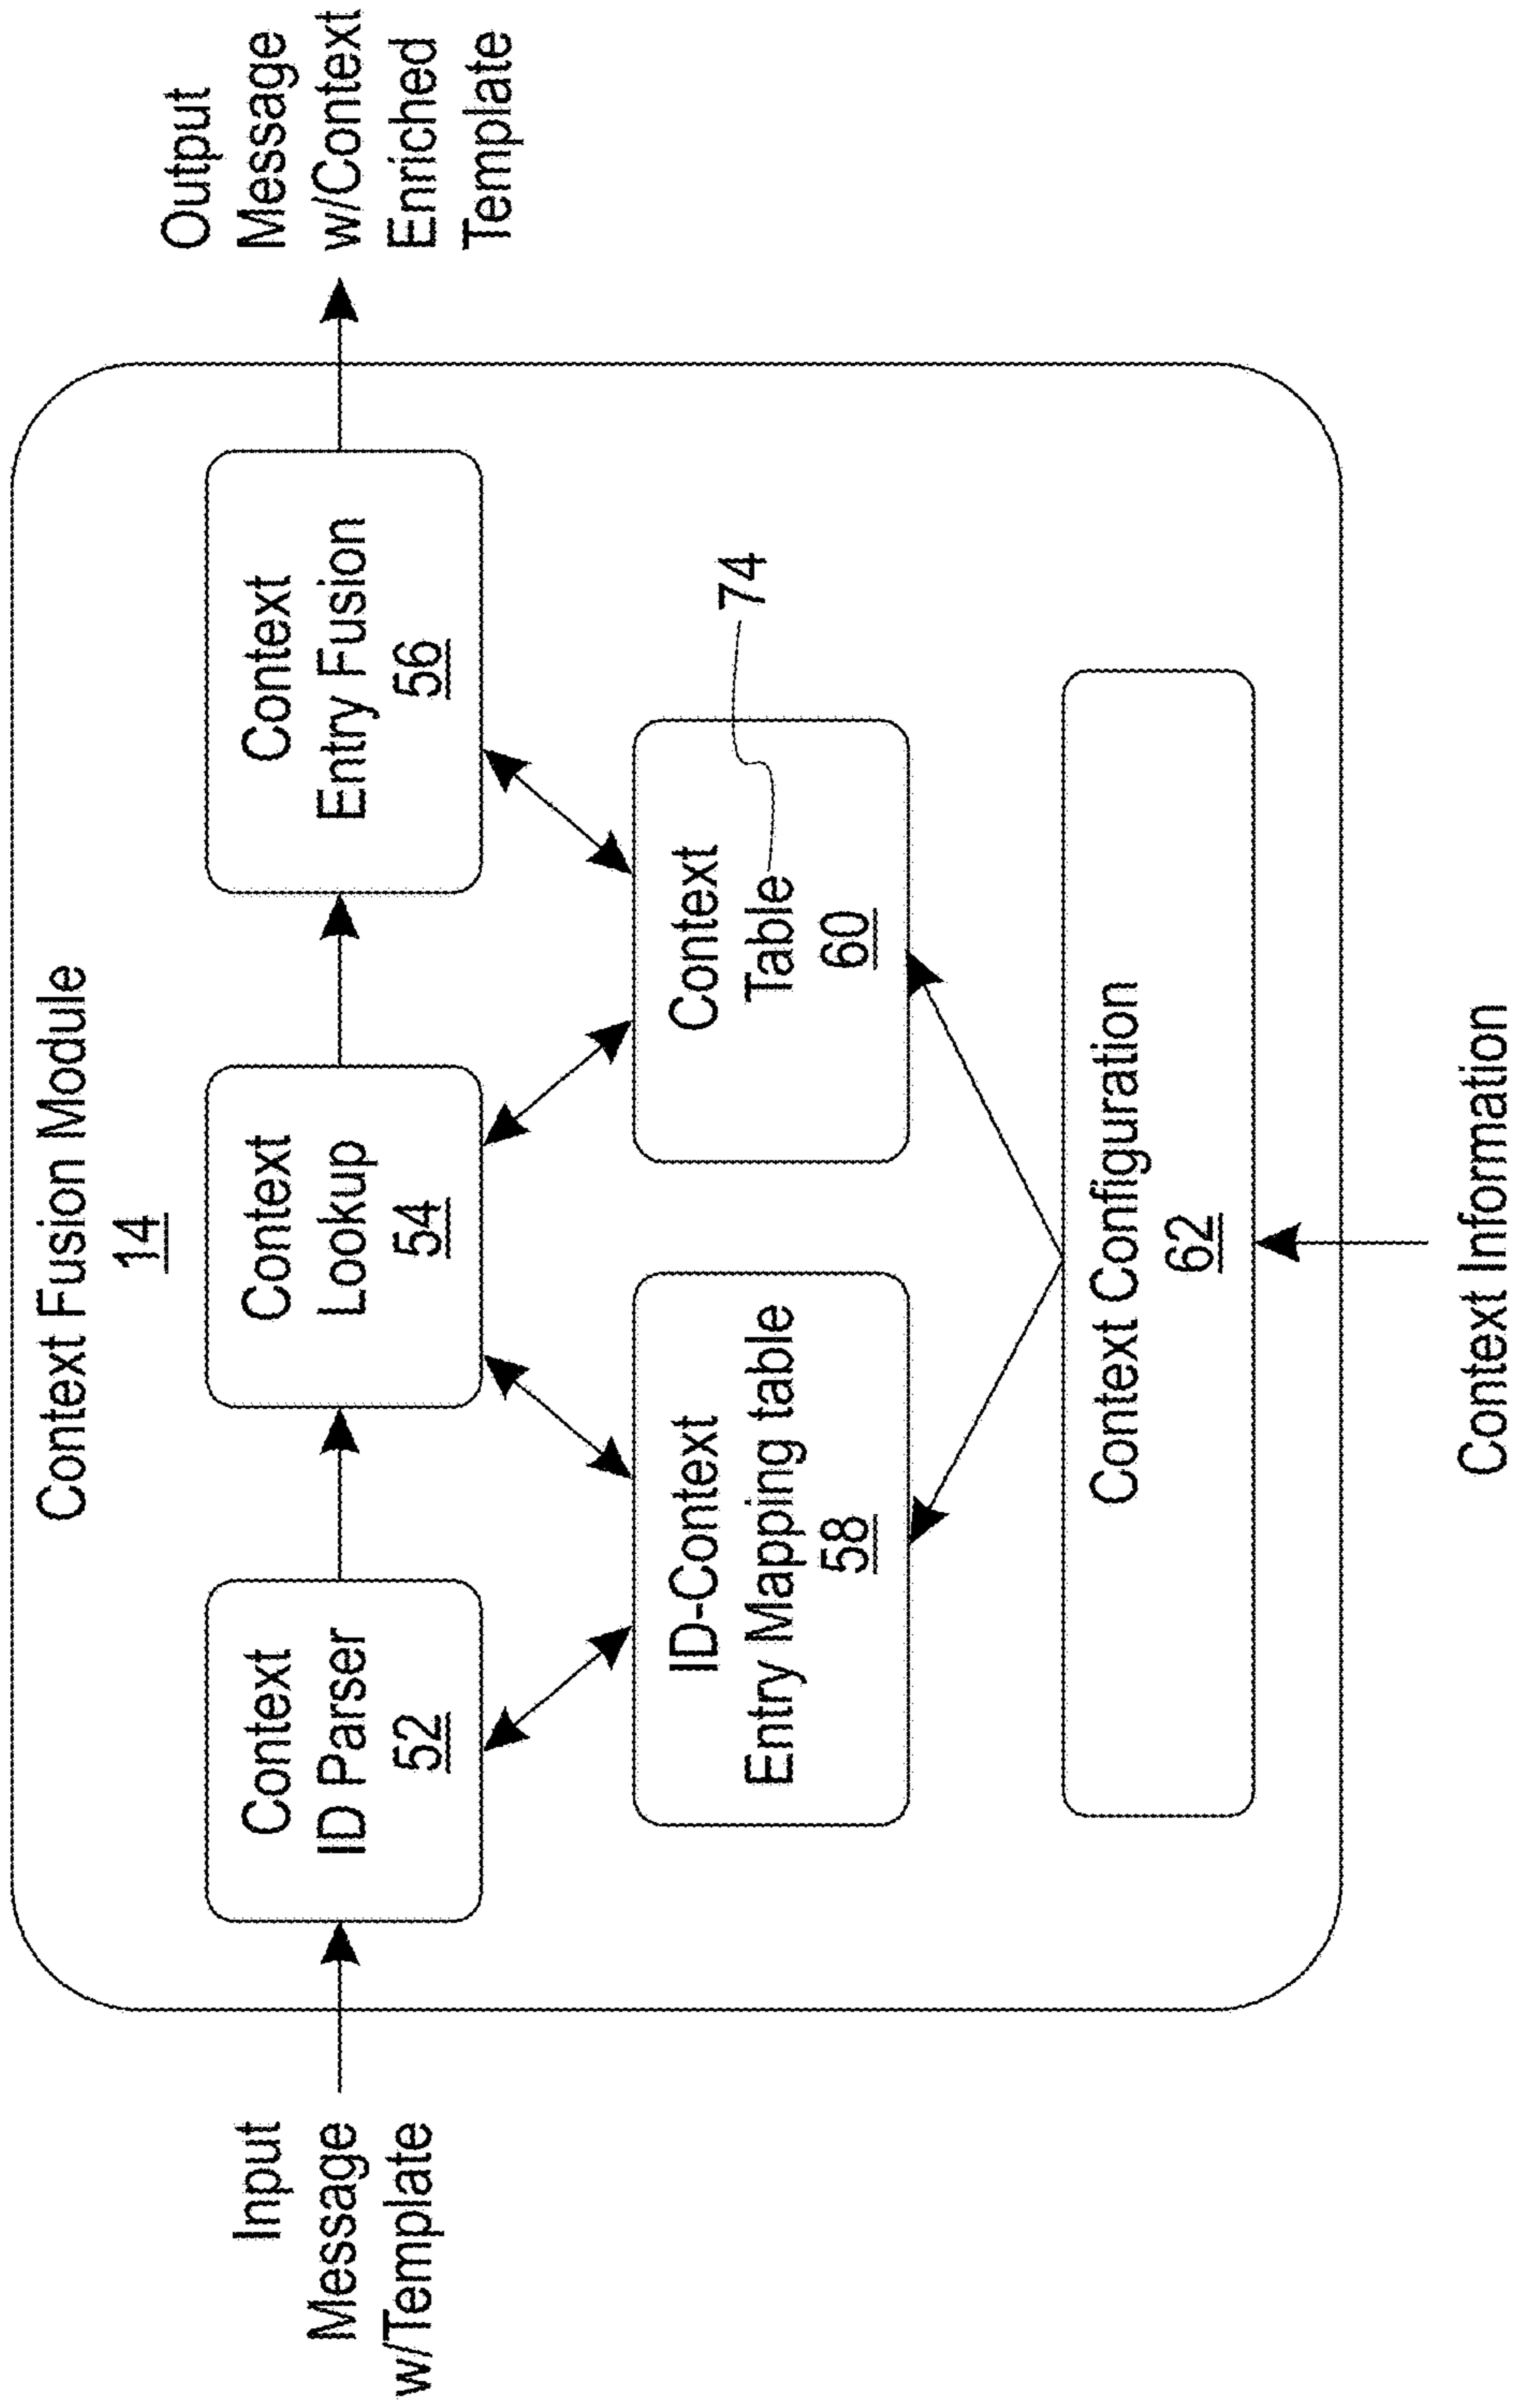 Context Fusion Module
14
Input
Message
w/Template
Context
ID Parser
52
Context
Lookup
54
Context
Entry Fusion
56
Output
Message
w/Context
Enriched
Template
ID-Context
Entry Mapping table
58
Context
Table
60
74
Context Configuration
62
Context Information